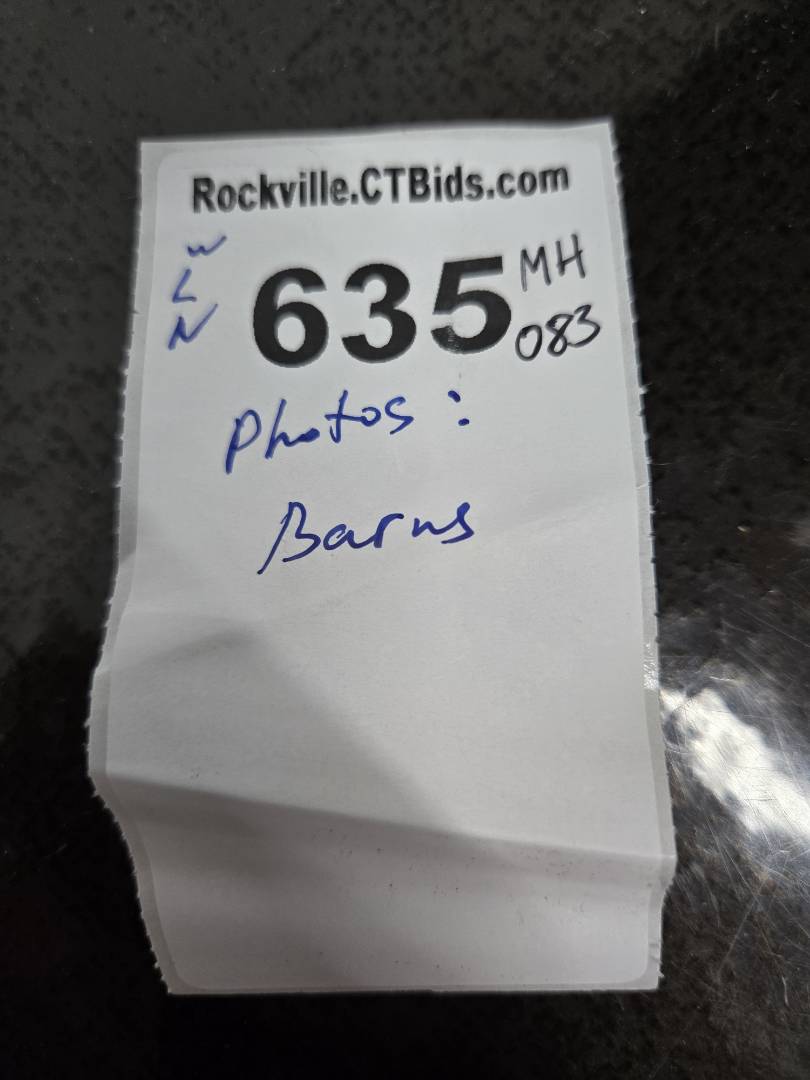 Rockville.CTBids.com
W
L
N
635
MH
083
Photos:
Barns